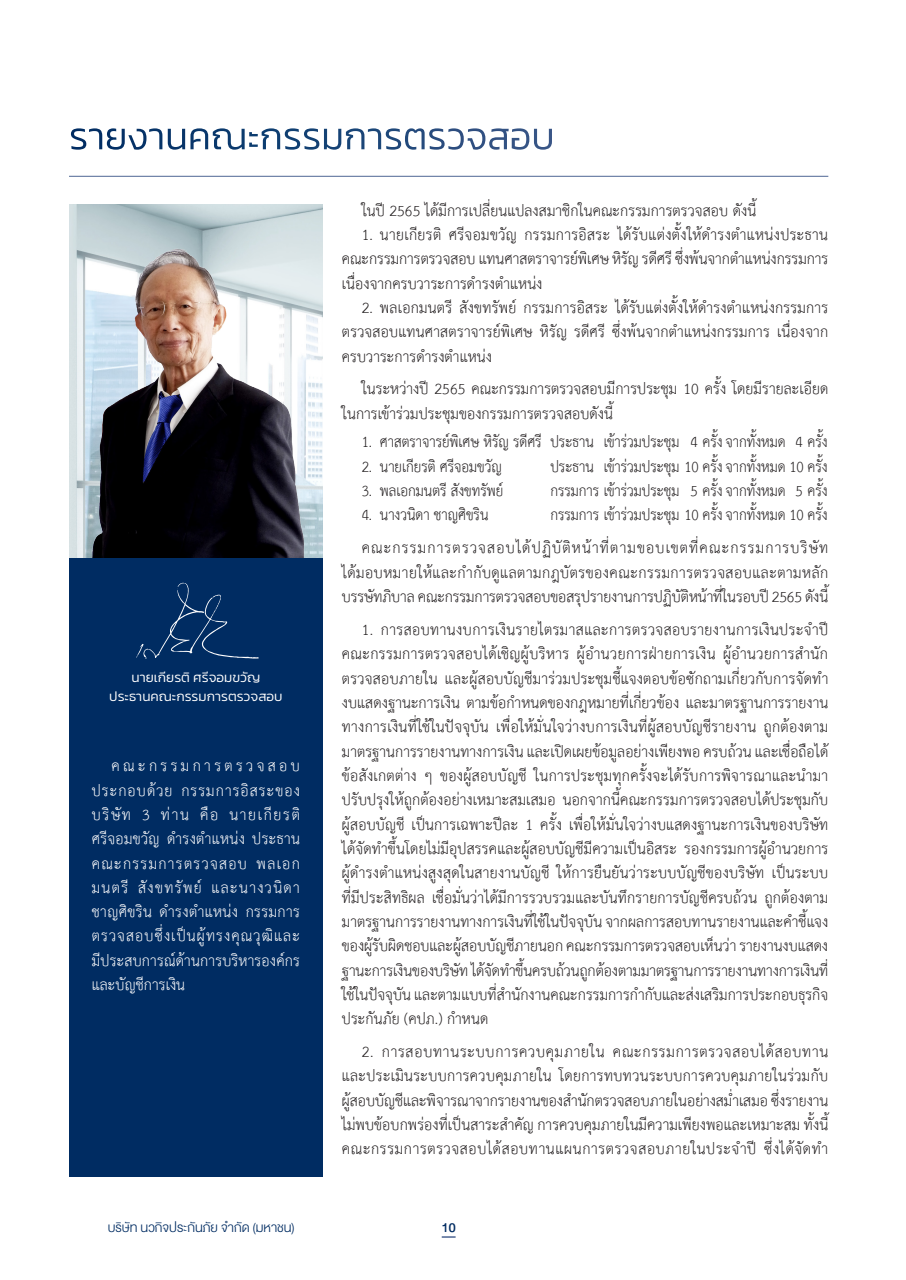 รายงานคณะกรรมการตรวจสอบ
นายเกียรติ ศรีจอมขวัญ
ประธานคณะกรรมการตรวจสอบ
คณะกรรมการตรวจสอบ
ประกอบด้วย กรรมการอิสระของ
บริษัท 3 ท่าน คือ นายเกียรติ
ศรีจอมขวัญ ดำรงตำแหน่ง ประธาน
คณะกรรมการตรวจสอบ พลเอก
มนตรี สังขทรัพย์ และนางวนิดา
ชาญศิขริน ดำรงตำแหน่ง กรรมการ
ตรวจสอบซึ่งเป็นผู้ทรงคุณวุฒิและ
มีประสบการณ์ด้านการบริหารองค์กร
และบัญชีการเงิน
ในปี 2565 ได้มีการเปลี่ยนแปลงสมาชิกในคณะกรรมการตรวจสอบ ดังนี้
1. นายเกียรติ ศรีจอมขวัญ กรรมการอิสระ ได้รับแต่งตั้งให้ดำรงตำแหน่งประธาน
คณะกรรมการตรวจสอบ แทนศาสตราจารย์พิเศษ หิรัญ รดีศรี ซึ่งพ้นจากตำแหน่งกรรมการ
เนื่องจากครบวาระการดำรงตำแหน่ง
2. พลเอกมนตรี สังขทรัพย์ กรรมการอิสระ ได้รับแต่งตั้งให้ดำรงตำแหน่งกรรมการ
ตรวจสอบแทนศาสตราจารย์พิเศษ หิรัญ รดีศรี ซึ่งพ้นจากตำแหน่งกรรมการ เนื่องจาก
ครบวาระการดำรงตำแหน่ง
ในระหว่างปี 2565 คณะกรรมการตรวจสอบมีการประชุม 10 ครั้ง โดยมีรายละเอียด
ในการเข้าร่วมประชุมของกรรมการตรวจสอบดังนี้
1. ศาสตราจารย์พิเศษ หิรัญ รดีศรี ประธาน เข้าร่วมประชุม 4 ครั้ง จากทั้งหมด 4 ครั้ง
2. นายเกียรติ ศรีจอมขวัญ ประธาน เข้าร่วมประชุม 10 ครั้ง จากทั้งหมด 10 ครั้ง
3. พลเอกมนตรี สังขทรัพย์ กรรมการ เข้าร่วมประชุม 5 ครั้ง จากทั้งหมด 5 ครั้ง
4. นางวนิดา ชาญศิขริน กรรมการ เข้าร่วมประชุม 10 ครั้ง จากทั้งหมด 10 ครั้ง
คณะกรรมการตรวจสอบได้ปฏิบัติหน้าที่ตามขอบเขตที่คณะกรรมการบริษัท
ได้มอบหมายให้และกำกับดูแลตามกฎบัตรของคณะกรรมการตรวจสอบและตามหลัก
บรรษัทภิบาล คณะกรรมการตรวจสอบขอสรุปรายงานการปฏิบัติหน้าที่ในรอบปี 2565 ดังนี้
1. การสอบทานงบการเงินรายไตรมาสและการตรวจสอบรายงานการเงินประจำปี
คณะกรรมการตรวจสอบได้เชิญผู้บริหาร ผู้อำนวยการฝ่ายการเงิน ผู้อำนวยการสำนัก
ตรวจสอบภายใน และผู้สอบบัญชีมาร่วมประชุมชี้แจงตอบข้อซักถามเกี่ยวกับการจัดทำ
งบแสดงฐานะการเงิน ตามข้อกำหนดของกฎหมายที่เกี่ยวข้อง และมาตรฐานการรายงาน
ทางการเงินที่ใช้ในปัจจุบัน เพื่อให้มั่นใจว่างบการเงินที่ผู้สอบบัญชีรายงาน ถูกต้องตาม
มาตรฐานการรายงานทางการเงิน และเปิดเผยข้อมูลอย่างเพียงพอ ครบถ้วน และเชื่อถือได้
ข้อสังเกตต่าง ๆ ของผู้สอบบัญชี ในการประชุมทุกครั้งจะได้รับการพิจารณาและนำมา
ปรับปรุงให้ถูกต้องอย่างเหมาะสมเสมอ นอกจากนี้คณะกรรมการตรวจสอบได้ประชุมกับ
ผู้สอบบัญชี เป็นการเฉพาะปีละ 1 ครั้ง เพื่อให้มั่นใจว่างบแสดงฐานะการเงินของบริษัท
ได้จัดทำขึ้นโดยไม่มีอุปสรรคและผู้สอบบัญชีมีความเป็นอิสระ รองกรรมการผู้อำนวยการ
ผู้ดำรงตำแหน่งสูงสุดในสายงานบัญชี ให้การยืนยันว่าระบบบัญชีของบริษัท เป็นระบบ
ที่มีประสิทธิผล เชื่อมั่นว่าได้มีการรวบรวมและบันทึกรายการบัญชีครบถ้วน ถูกต้องตาม
มาตรฐานการรายงานทางการเงินที่ใช้ในปัจจุบัน จากผลการสอบทานรายงานและคำชี้แจง
ของผู้รับผิดชอบและผู้สอบบัญชีภายนอก คณะกรรมการตรวจสอบเห็นว่า รายงานงบแสดง
ฐานะการเงินของบริษัท ได้จัดทำขึ้นครบถ้วนถูกต้องตามมาตรฐานการรายงานทางการเงินที่
ใช้ในปัจจุบัน และตามแบบที่สำนักงานคณะกรรมการกำกับและส่งเสริมการประกอบธุรกิจ
ประกันภัย (คปภ.) กำหนด
2. การสอบทานระบบการควบคุมภายใน คณะกรรมการตรวจสอบได้สอบทาน
และประเมินระบบการควบคุมภายใน โดยการทบทวนระบบการควบคุมภายในร่วมกับ
ผู้สอบบัญชีและพิจารณาจากรายงานของสำนักตรวจสอบภายในอย่างสม่ำเสมอ ซึ่งรายงาน
ไม่พบข้อบกพร่องที่เป็นสาระสำคัญ การควบคุมภายในมีความเพียงพอและเหมาะสม ทั้งนี้
คณะกรรมการตรวจสอบได้สอบทานแผนการตรวจสอบภายในประจำปี ซึ่งได้จัดทำ
บริษัท นวกิจประกันภัย จำกัด (มหาชน)
10